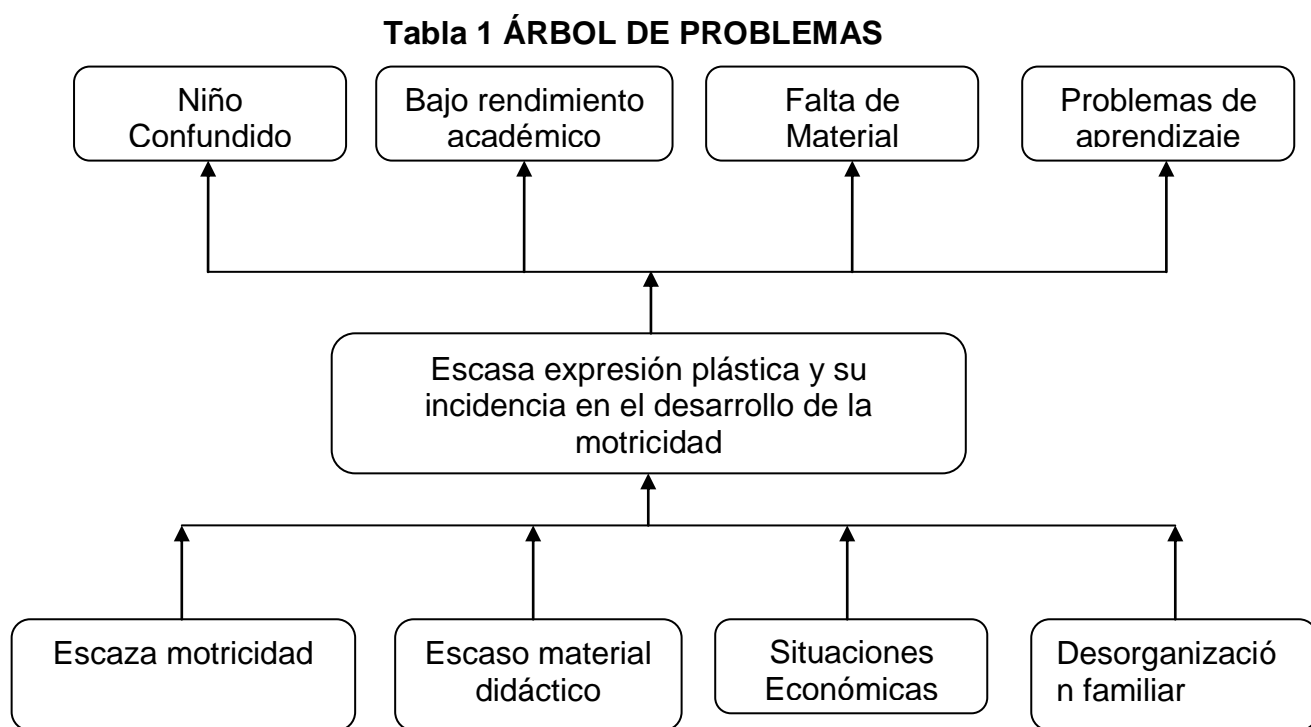 Tabla 1 ÁRBOL DE PROBLEMAS
Niño
Confundido
Bajo rendimiento
académico
Falta de
Material
Problemas de
aprendizaje
Escasa expresión plástica y su
incidencia en el desarrollo de la
motricidad
Escaza motricidad
Escaso material
didáctico
Situaciones
Económicas
Desorganizació
n familiar